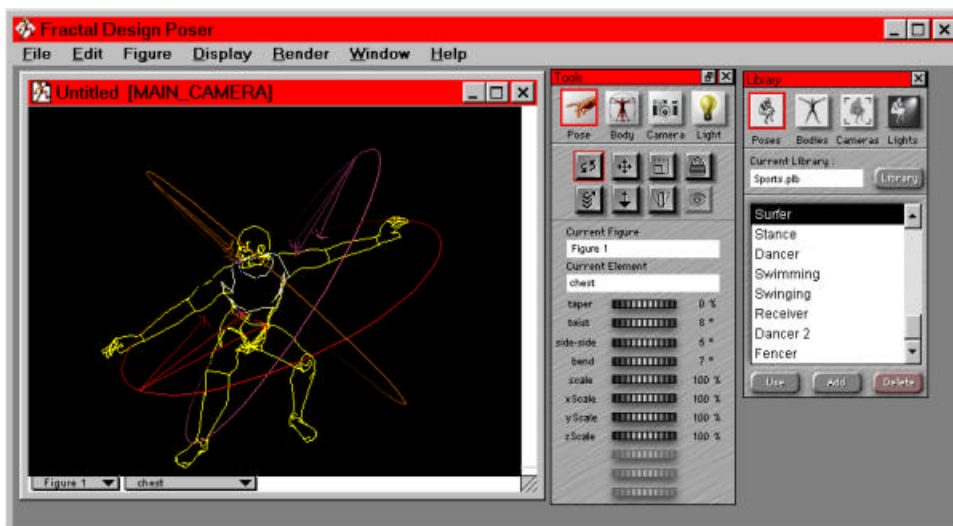 Fractal Design Poser
File Edit Figure Display Render Window Help
Untitled [MAIN_CAMERA]
Figure 1 chest
Tools
Pose Body Camera Light
Current Figure
Figure 1
Current Element
chest
taper 0 %
twist 8 °
side-side 5 °
bend 7 °
scale 100 %
xScale 100 %
yScale 100 %
zScale 100 %
Library
Poses Bodies Cameras Lights
Current Library :
Sports.plb Library
Surfer
Stance
Dancer
Swimming
Swinging
Receiver
Dancer 2
Fencer
Use Add Delete